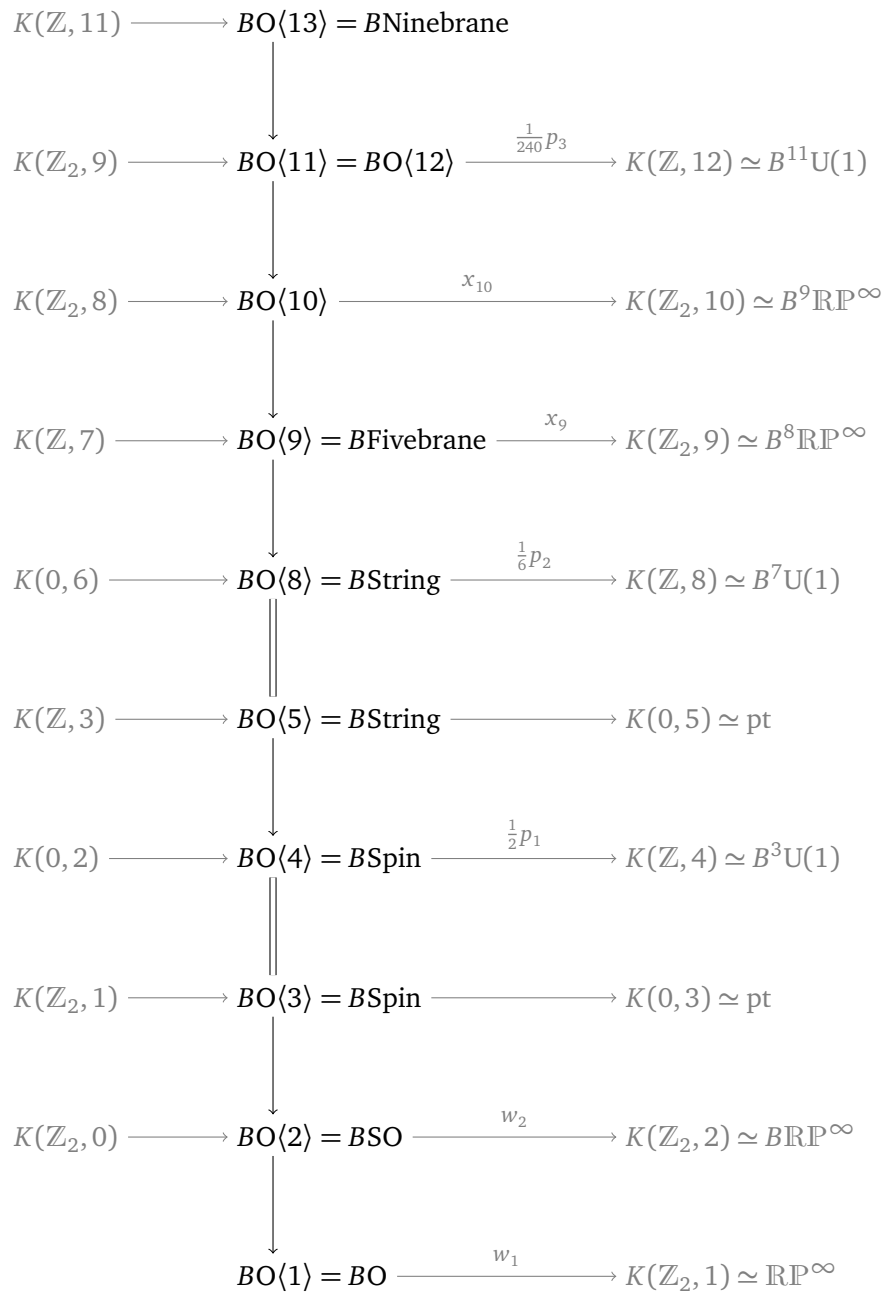 K(ℤ, 11) BO⟨13⟩ = BNinebrane
1/240 p₃
K(ℤ₂, 9) BO⟨11⟩ = BO⟨12⟩ K(ℤ, 12) ≃ B¹¹U(1)
x₁₀
K(ℤ₂, 8) BO⟨10⟩ K(ℤ₂, 10) ≃ B⁹ℝℙ^∞
x₉
K(ℤ, 7) BO⟨9⟩ = BFivebrane K(ℤ₂, 9) ≃ B⁸ℝℙ^∞
1/6 p₂
K(0, 6) BO⟨8⟩ = BString K(ℤ, 8) ≃ B⁷U(1)
K(ℤ, 3) BO⟨5⟩ = BString K(0, 5) ≃ pt
1/2 p₁
K(0, 2) BO⟨4⟩ = BSpin K(ℤ, 4) ≃ B³U(1)
K(ℤ₂, 1) BO⟨3⟩ = BSpin K(0, 3) ≃ pt
w₂
K(ℤ₂, 0) BO⟨2⟩ = BSO K(ℤ₂, 2) ≃ Bℝℙ^∞
w₁
BO⟨1⟩ = BO K(ℤ₂, 1) ≃ ℝℙ^∞